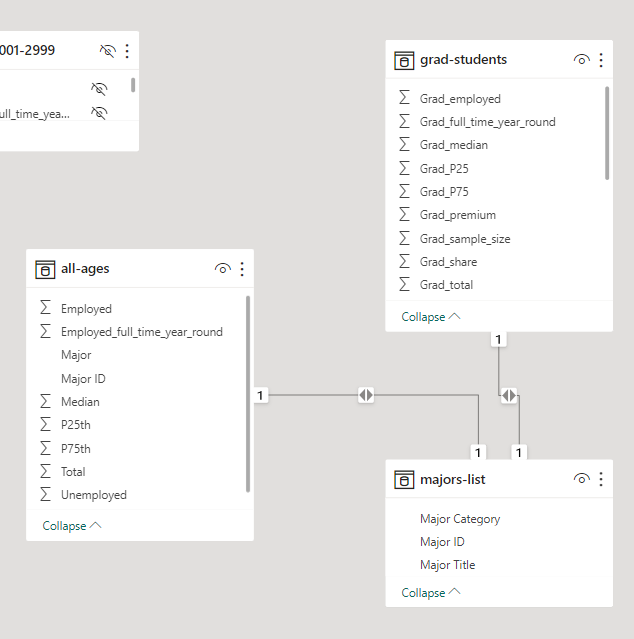 001-2999
ull_time_yea...
grad-students
Σ Grad_employed
Σ Grad_full_time_year_round
Σ Grad_median
Σ Grad_P25
Σ Grad_P75
Σ Grad_premium
Σ Grad_sample_size
Σ Grad_share
Σ Grad_total
Collapse
1
all-ages
Σ Employed
Σ Employed_full_time_year_round
Major
Major ID
Σ Median
Σ P25th
Σ P75th
Σ Total
Σ Unemployed
Collapse
1
1
1
majors-list
Major Category
Major ID
Major Title
Collapse